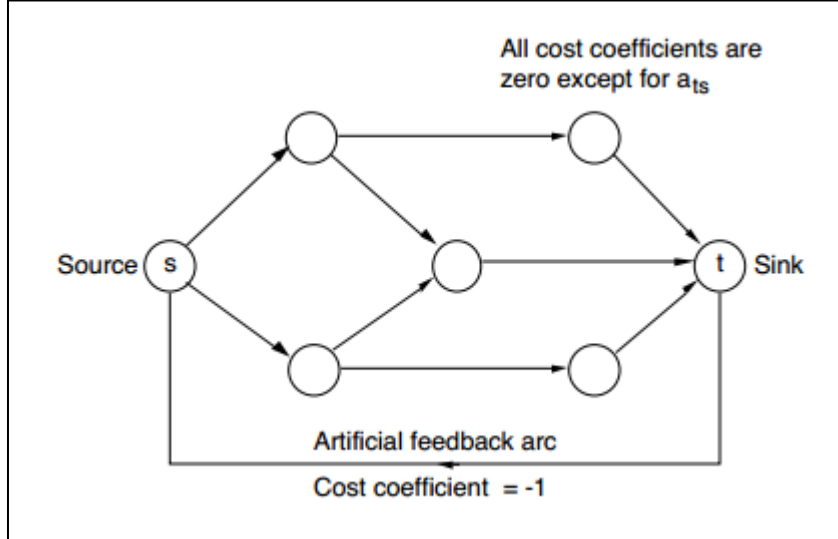 All cost coefficients are
zero except for a_ts
Source
s
t
Sink
Artificial feedback arc
Cost coefficient = -1